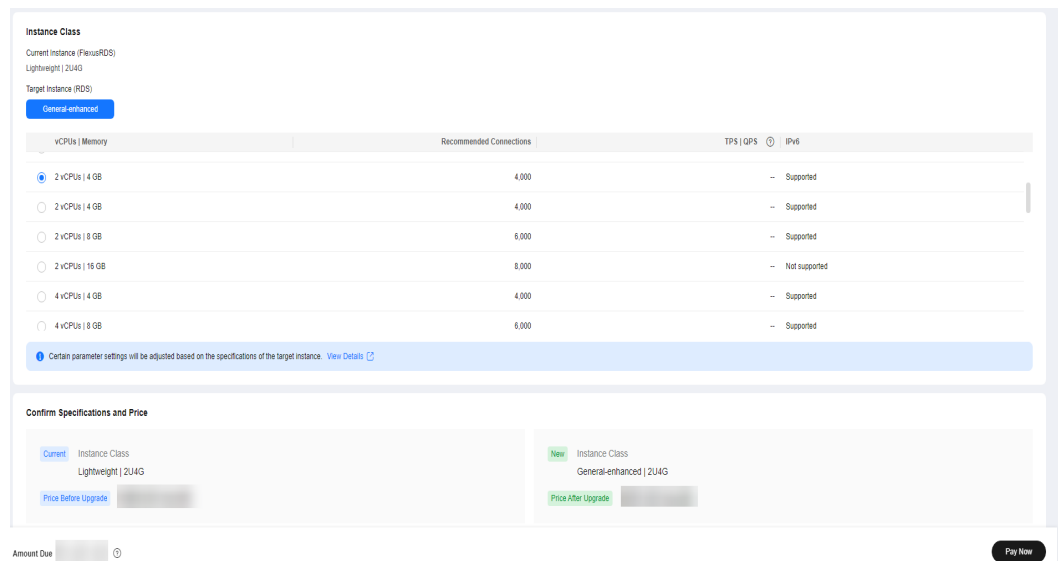 Instance Class
Current Instance (FlexusRDS)
Lightweight | 2U4G
Target Instance (RDS)
General-enhanced
vCPUs | Memory Recommended Connections TPS | QPS ? IPv6
2 vCPUs | 4 GB 4,000 -- Supported
2 vCPUs | 4 GB 4,000 -- Supported
2 vCPUs | 8 GB 6,000 -- Supported
2 vCPUs | 16 GB 8,000 -- Not supported
4 vCPUs | 4 GB 4,000 -- Supported
4 vCPUs | 8 GB 6,000 -- Supported
Certain parameter settings will be adjusted based on the specifications of the target instance. View Details
Confirm Specifications and Price
Current Instance Class New Instance Class
Lightweight | 2U4G General-enhanced | 2U4G
Price Before Upgrade Price After Upgrade
Amount Due ? Pay Now